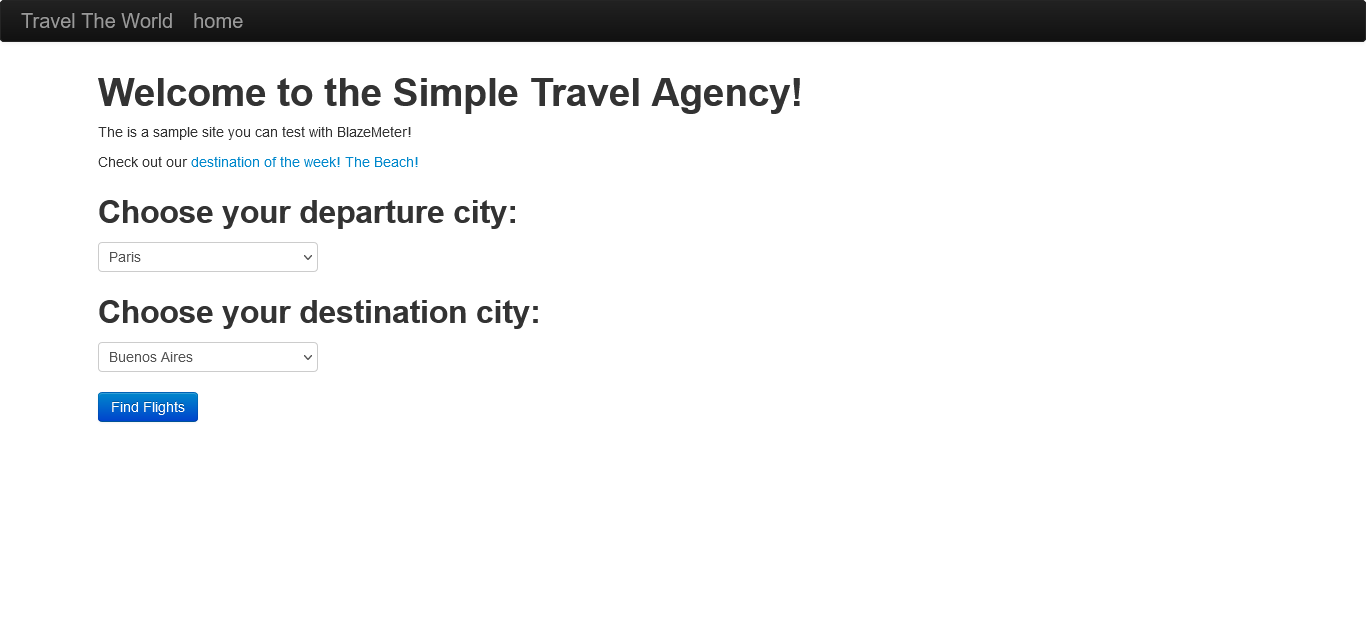 Travel The World home
Welcome to the Simple Travel Agency!
The is a sample site you can test with BlazeMeter!
Check out our destination of the week! The Beach!
Choose your departure city:
Paris
Choose your destination city:
Buenos Aires
Find Flights